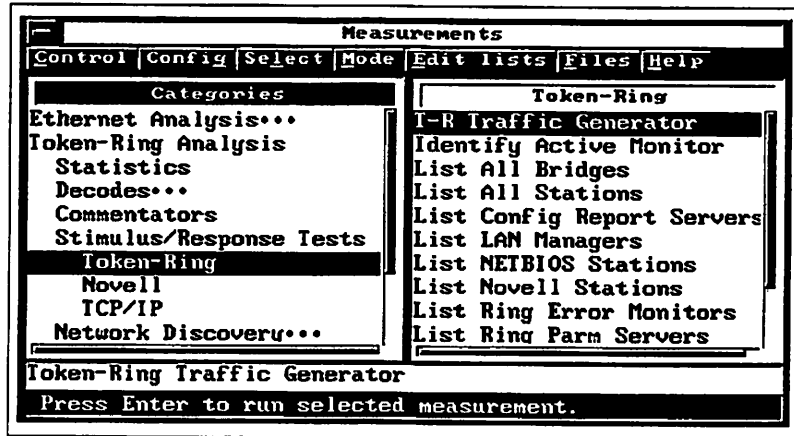 Measurements
Control Config Select Mode Edit lists Files Help
Categories
Ethernet Analysis•••
Token-Ring Analysis
Statistics
Decodes•••
Commentators
Stimulus/Response Tests
Token-Ring
Novell
TCP/IP
Network Discovery•••
Token-Ring
T-R Traffic Generator
Identify Active Monitor
List All Bridges
List All Stations
List Config Report Servers
List LAN Managers
List NETBIOS Stations
List Novell Stations
List Ring Error Monitors
List Ring Parm Servers
Token-Ring Traffic Generator
Press Enter to run selected measurement.